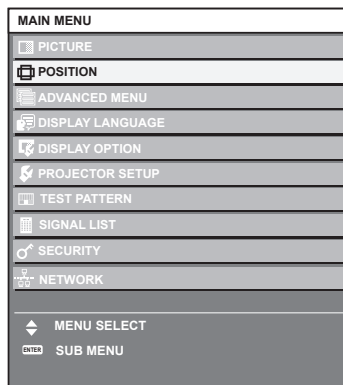 MAIN MENU
PICTURE
POSITION
ADVANCED MENU
DISPLAY LANGUAGE
DISPLAY OPTION
PROJECTOR SETUP
TEST PATTERN
SIGNAL LIST
SECURITY
NETWORK
MENU SELECT
ENTER SUB MENU